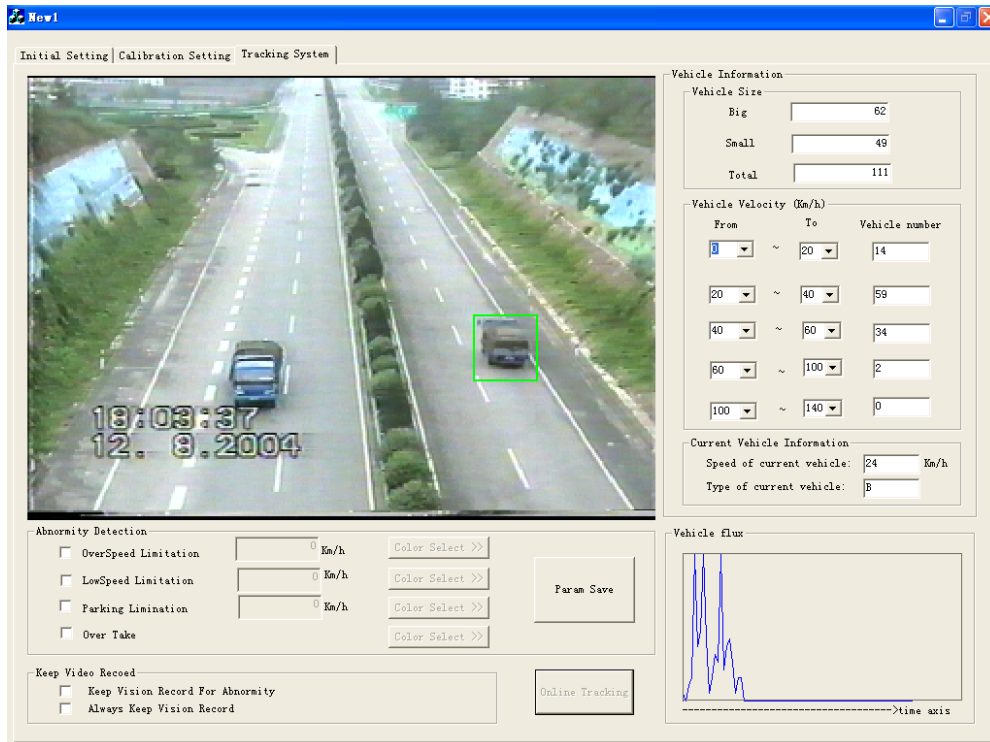 New1
Initial Setting Calibration Setting Tracking System
18:03:37
12. 8.2004
Vehicle Information
Vehicle Size
Big 62
Small 49
Total 111
Vehicle Velocity (Km/h)
From To Vehicle number
0 ~ 20 14
20 ~ 40 59
40 ~ 60 34
60 ~ 100 2
100 ~ 140 0
Current Vehicle Information
Speed of current vehicle: 24 Km/h
Type of current vehicle: B
Abnormity Detection
OverSpeed Limitation 0 Km/h Color Select >>
LowSpeed Limitation 0 Km/h Color Select >>
Parking Limination 0 Km/h Color Select >>
Over Take Color Select >>
Param Save
Keep Video Recoed
Keep Vision Record For Abnormity
Always Keep Vision Record
Online Tracking
Vehicle flux
---------------------------->time axis